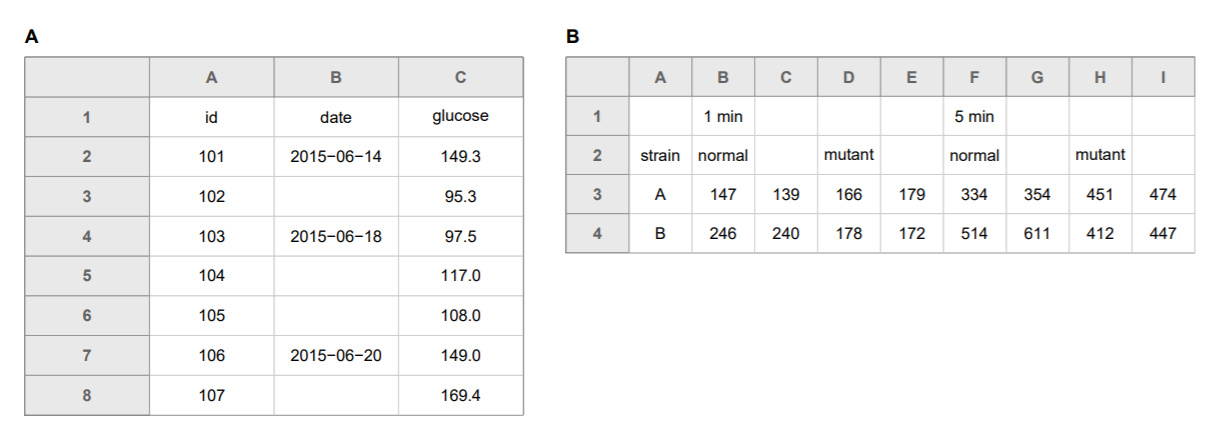 A
A B C
1 id date glucose
2 101 2015−06−14 149.3
3 102 95.3
4 103 2015−06−18 97.5
5 104 117.0
6 105 108.0
7 106 2015−06−20 149.0
8 107 169.4
B
A B C D E F G H I
1 1 min 5 min
2 strain normal mutant normal mutant
3 A 147 139 166 179 334 354 451 474
4 B 246 240 178 172 514 611 412 447